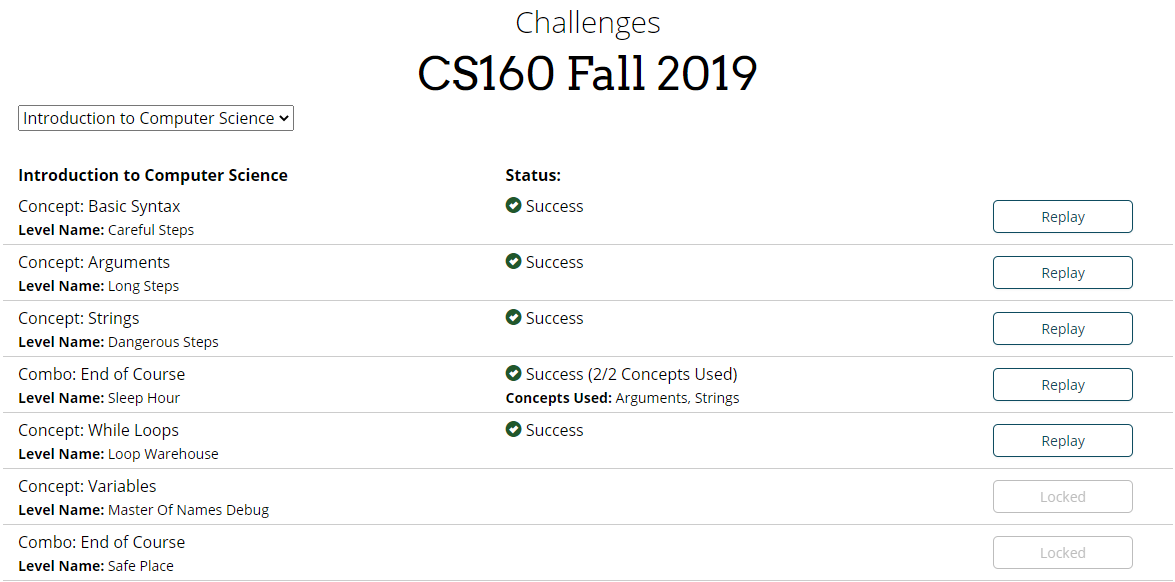 Challenges
CS160 Fall 2019
Introduction to Computer Science
Introduction to Computer Science Status:
Concept: Basic Syntax Success
Level Name: Careful Steps Replay
Concept: Arguments Success
Level Name: Long Steps Replay
Concept: Strings Success
Level Name: Dangerous Steps Replay
Combo: End of Course Success (2/2 Concepts Used)
Level Name: Sleep Hour Concepts Used: Arguments, Strings Replay
Concept: While Loops Success
Level Name: Loop Warehouse Replay
Concept: Variables
Level Name: Master Of Names Debug Locked
Combo: End of Course
Level Name: Safe Place Locked